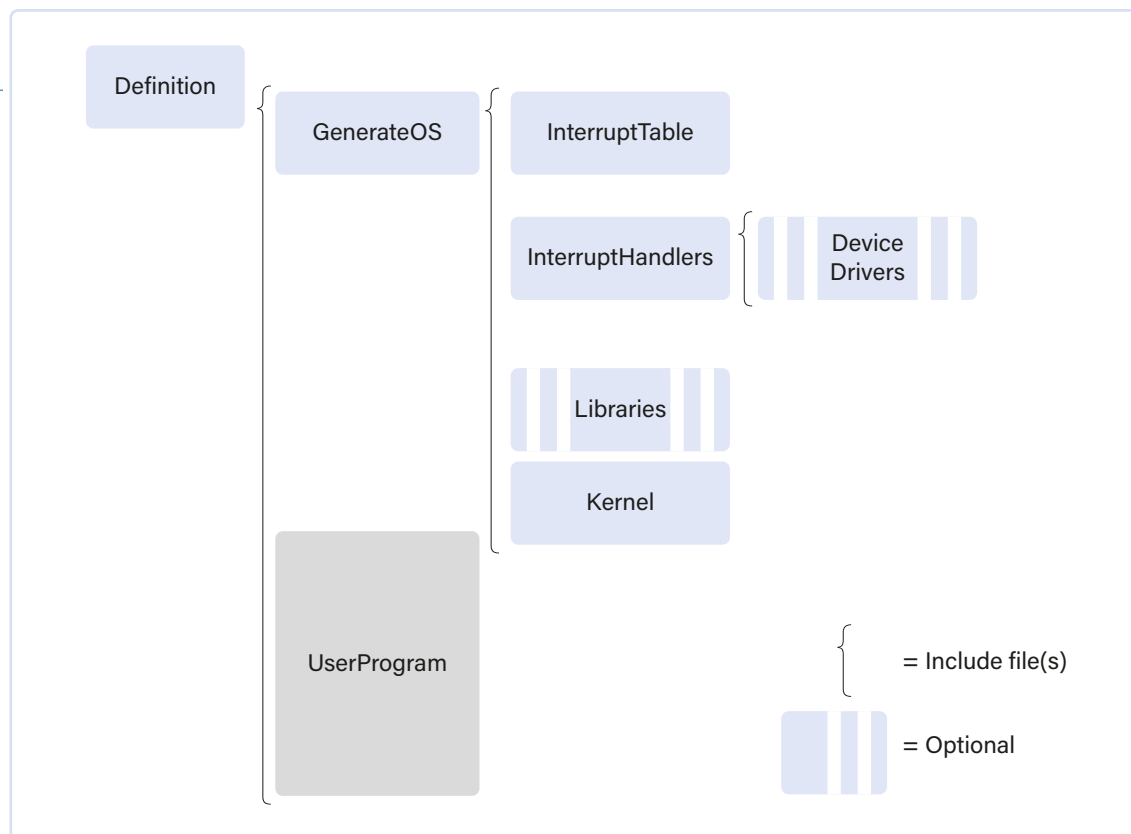 Definition
GenerateOS
InterruptTable
InterruptHandlers
Device
Drivers
Libraries
Kernel
UserProgram
= Include file(s)
= Optional